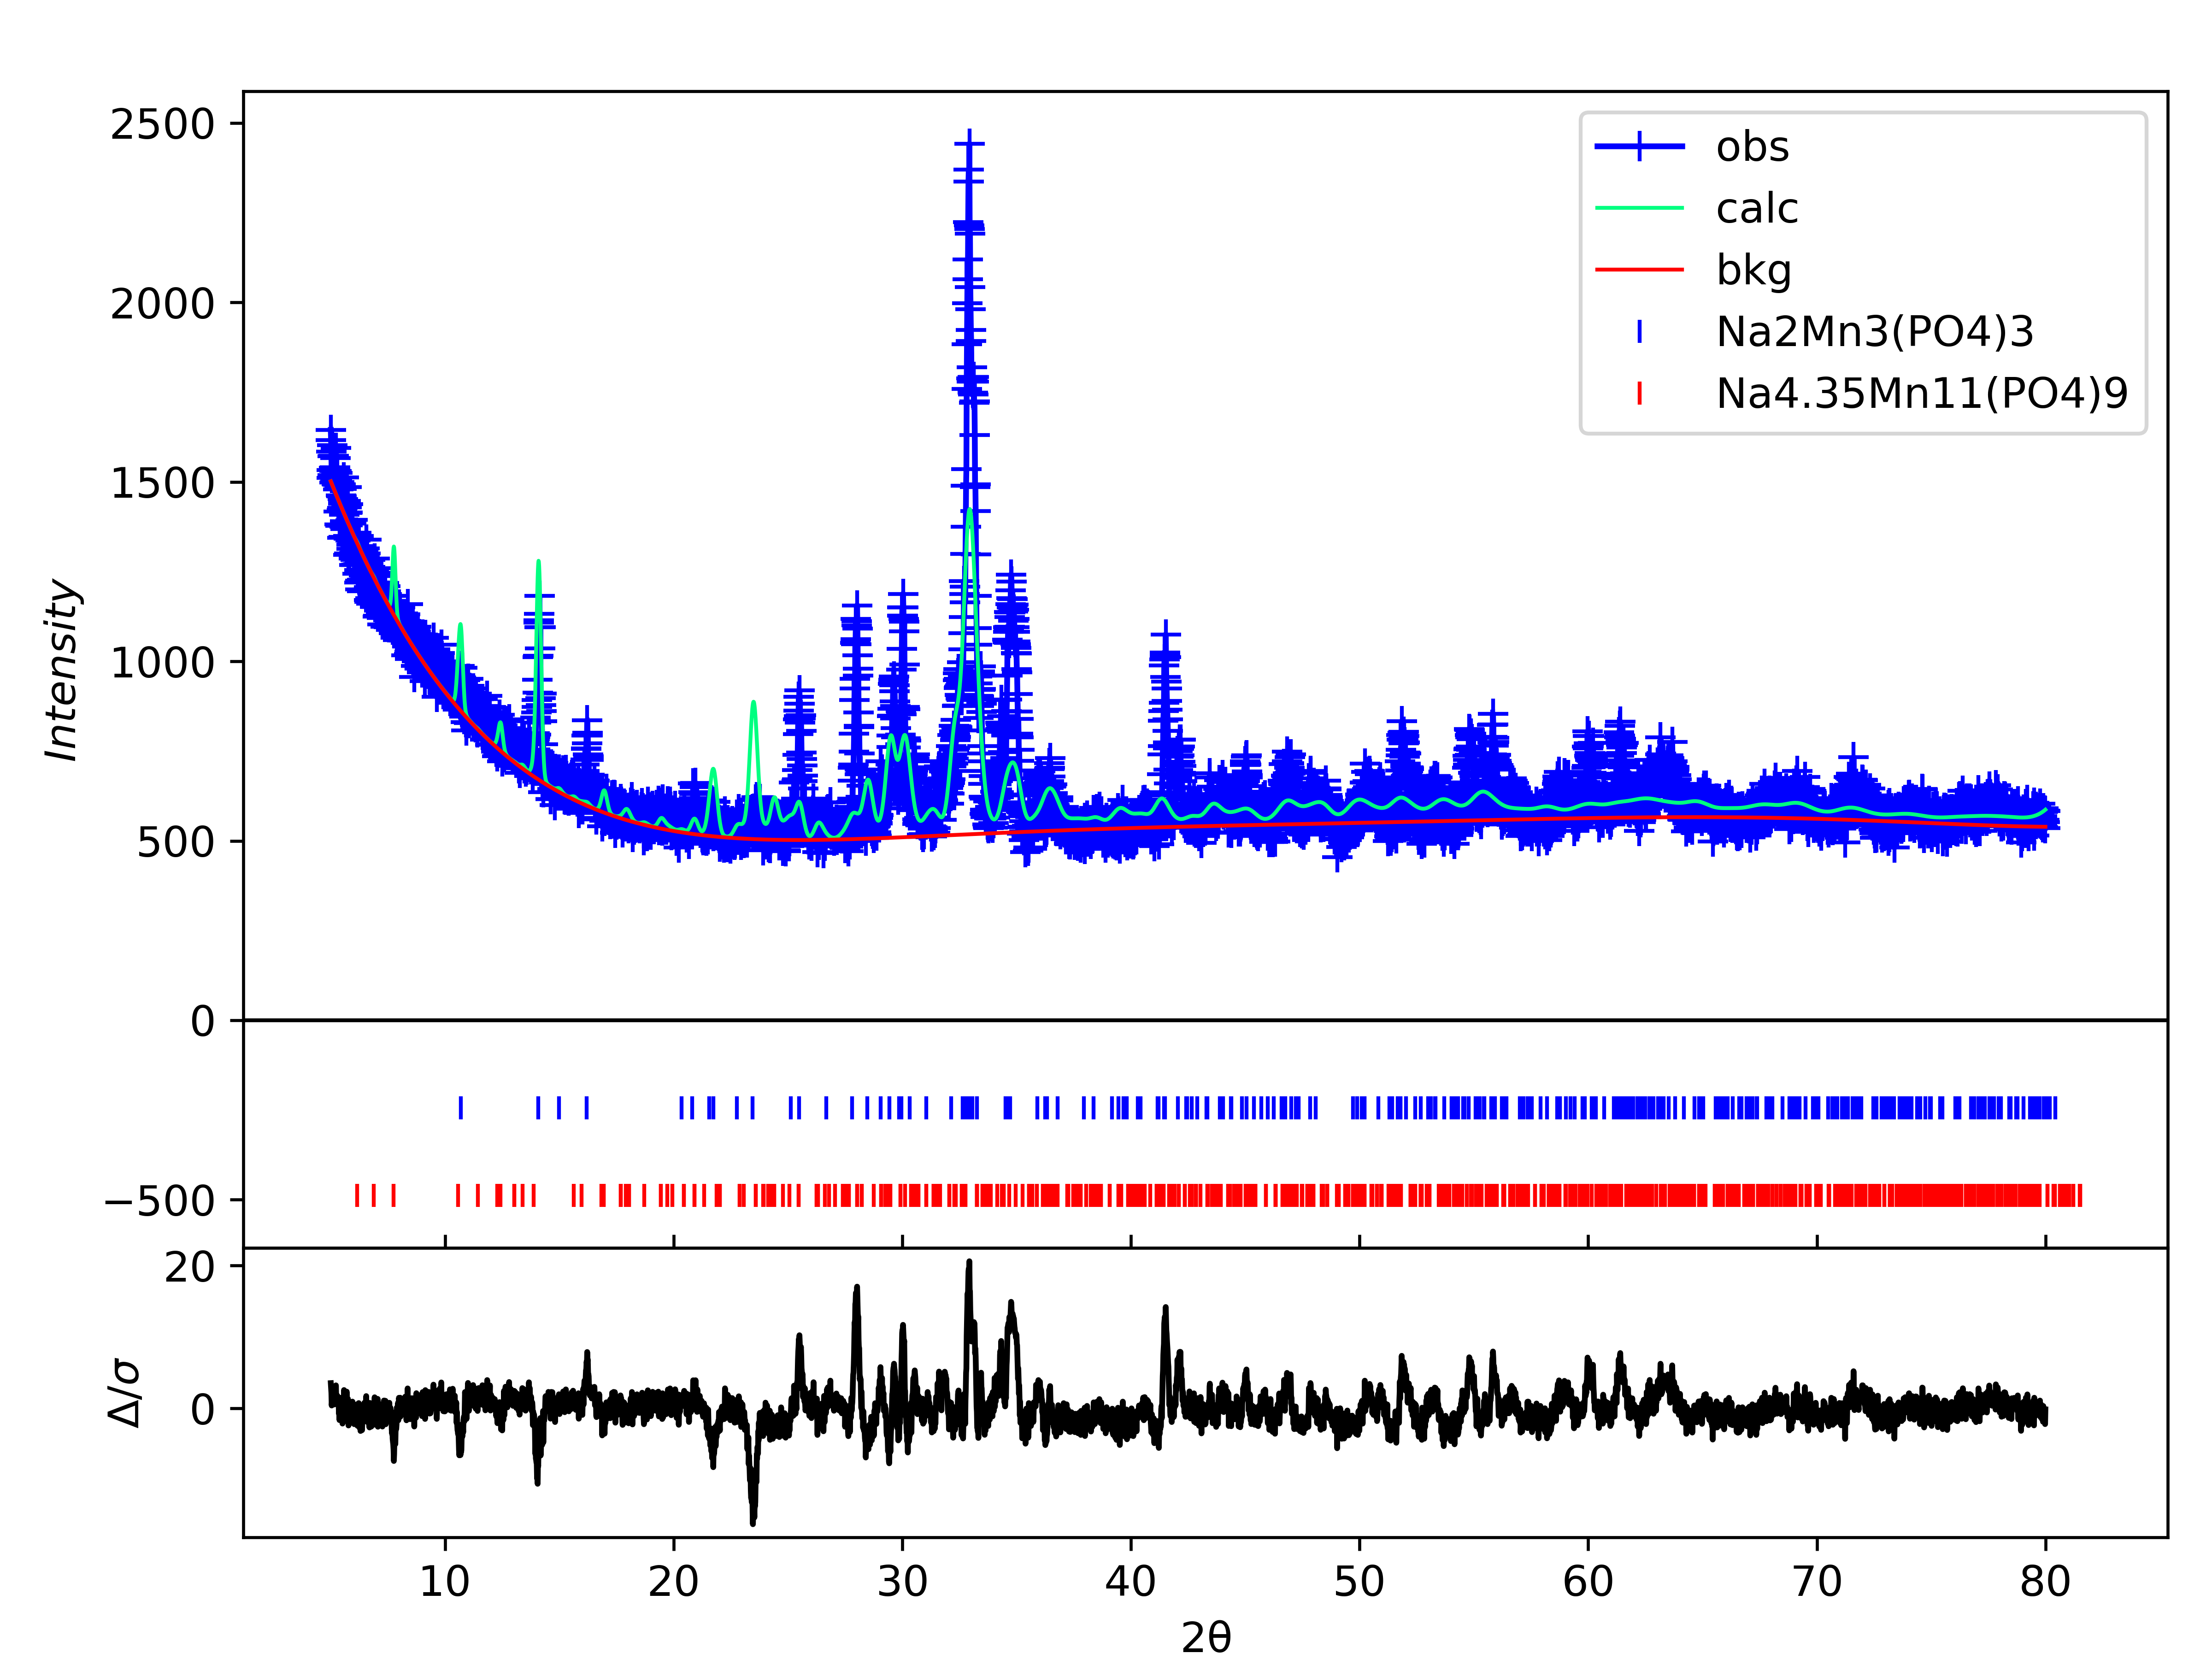 2500
2000
1500
1000
500
0
−500
Intensity
obs
calc
bkg
Na2Mn3(PO4)3
Na4.35Mn11(PO4)9
20
0
Δ/σ
10 20 30 40 50 60 70 80
2θ